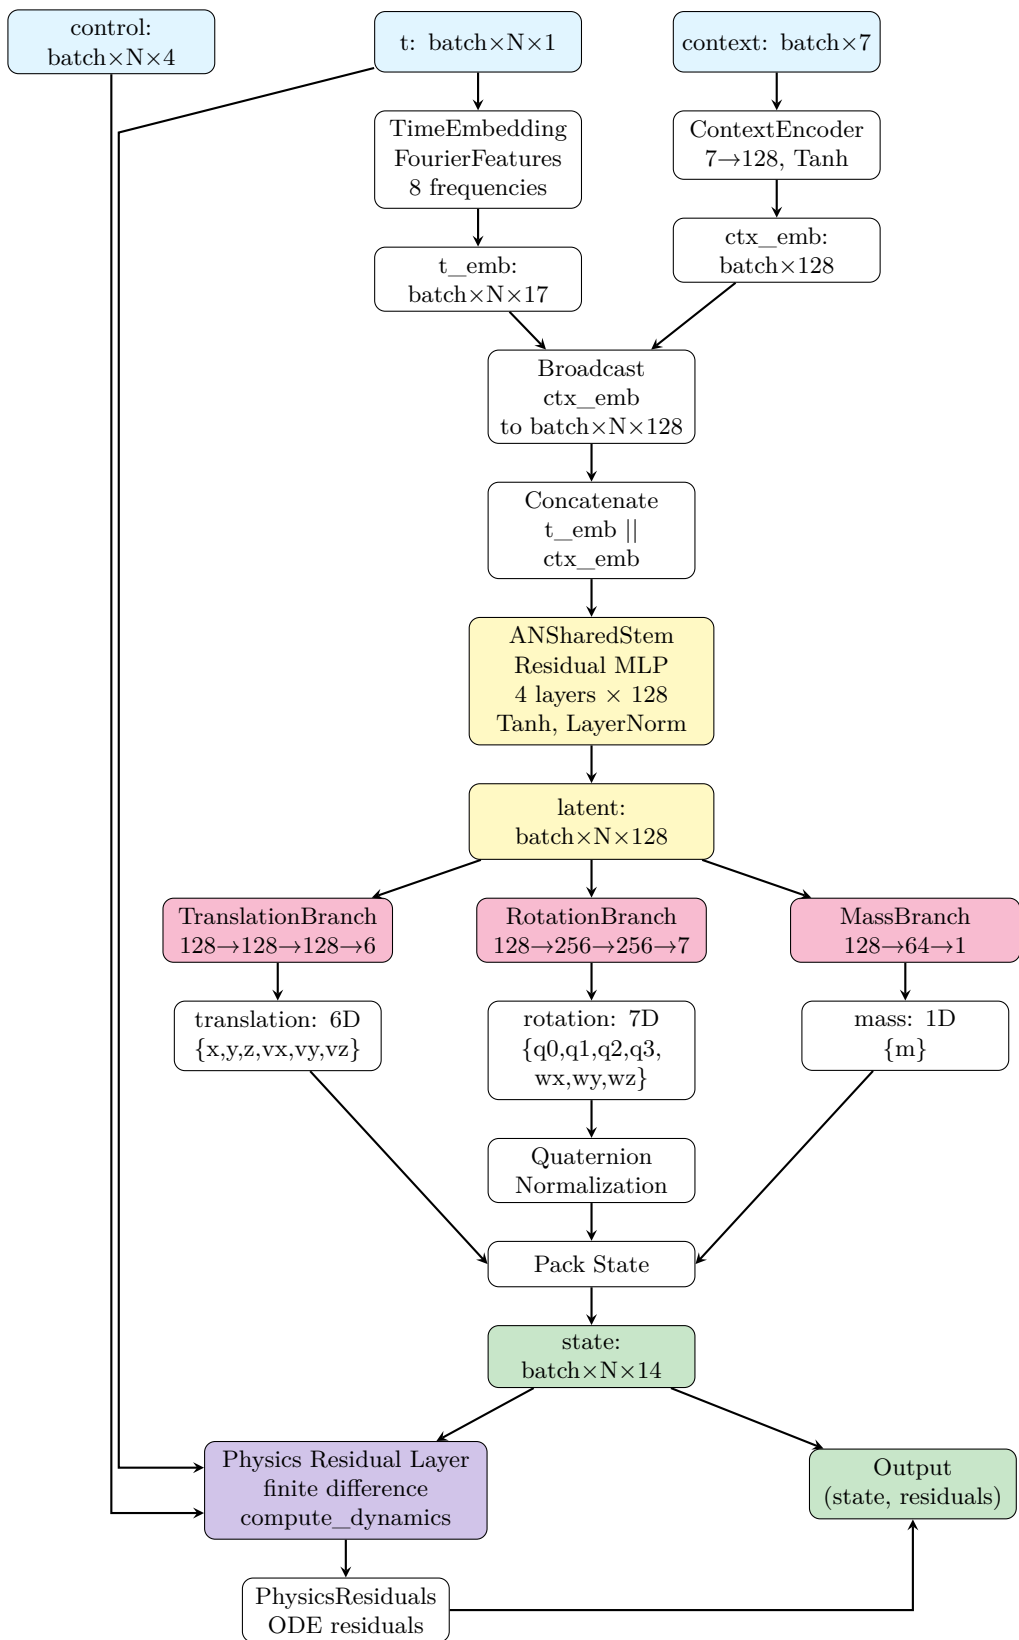 control:
batch×N×4
t: batch×N×1
context: batch×7
TimeEmbedding
FourierFeatures
8 frequencies
ContextEncoder
7→128, Tanh
t_emb:
batch×N×17
ctx_emb:
batch×128
Broadcast
ctx_emb
to batch×N×128
Concatenate
t_emb ||
ctx_emb
ANSharedStem
Residual MLP
4 layers × 128
Tanh, LayerNorm
latent:
batch×N×128
TranslationBranch
128→128→128→6
RotationBranch
128→256→256→7
MassBranch
128→64→1
translation: 6D
{x,y,z,vx,vy,vz}
rotation: 7D
{q0,q1,q2,q3,
wx,wy,wz}
mass: 1D
{m}
Quaternion
Normalization
Pack State
state:
batch×N×14
Physics Residual Layer
finite difference
compute_dynamics
Output
(state, residuals)
PhysicsResiduals
ODE residuals